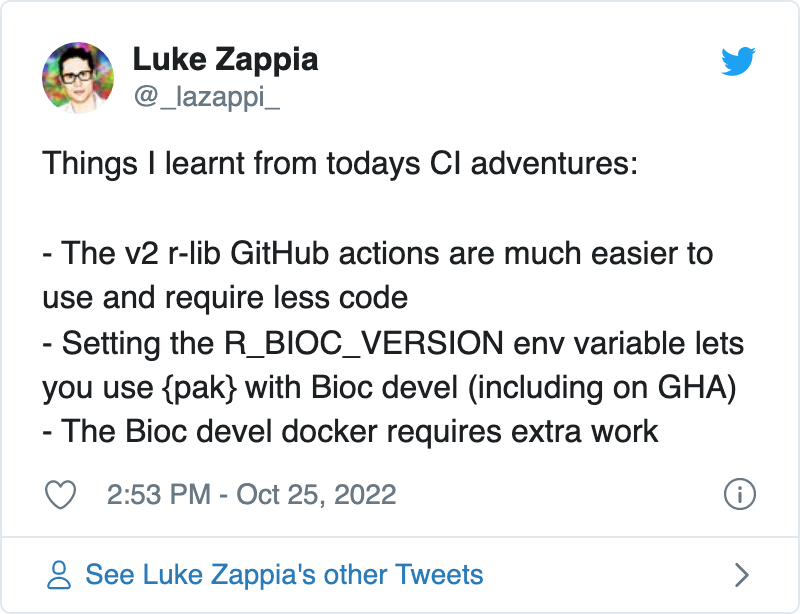 Luke Zappia
@_lazappi_
Things I learnt from todays CI adventures:
- The v2 r-lib GitHub actions are much easier to
use and require less code
- Setting the R_BIOC_VERSION env variable lets
you use {pak} with Bioc devel (including on GHA)
- The Bioc devel docker requires extra work
2:53 PM - Oct 25, 2022
See Luke Zappia's other Tweets